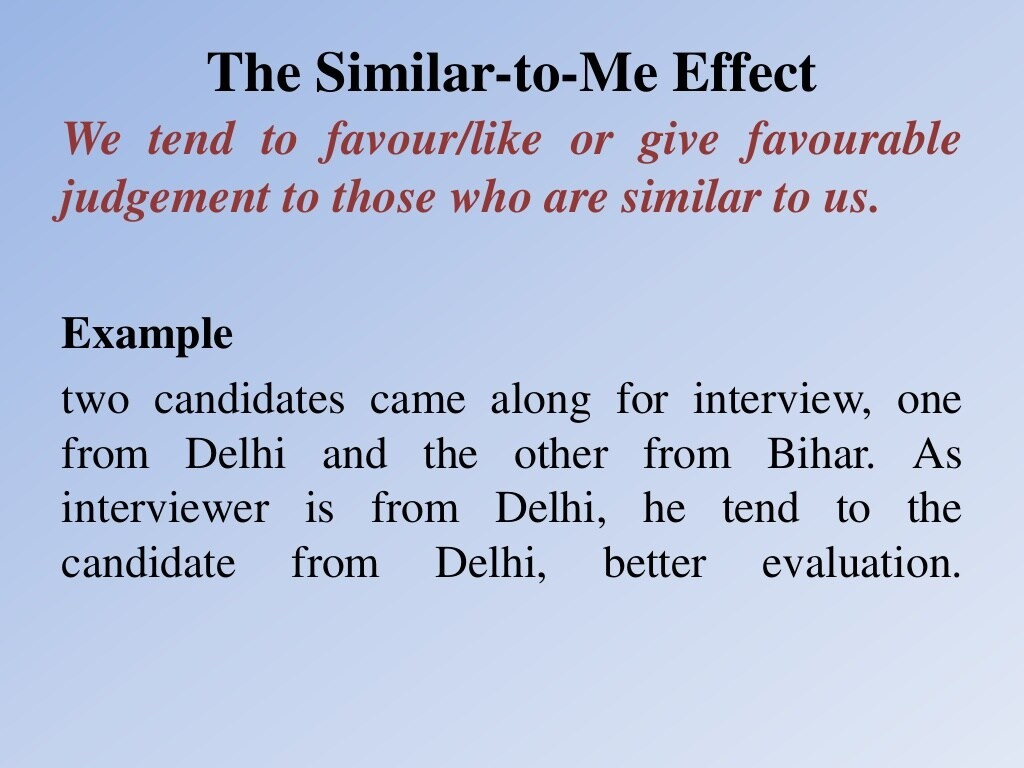 The Similar-to-Me Effect
We tend to favour/like or give favourable
judgement to those who are similar to us.
Example
two candidates came along for interview, one
from Delhi and the other from Bihar. As
interviewer is from Delhi, he tend to the
candidate from Delhi, better evaluation.